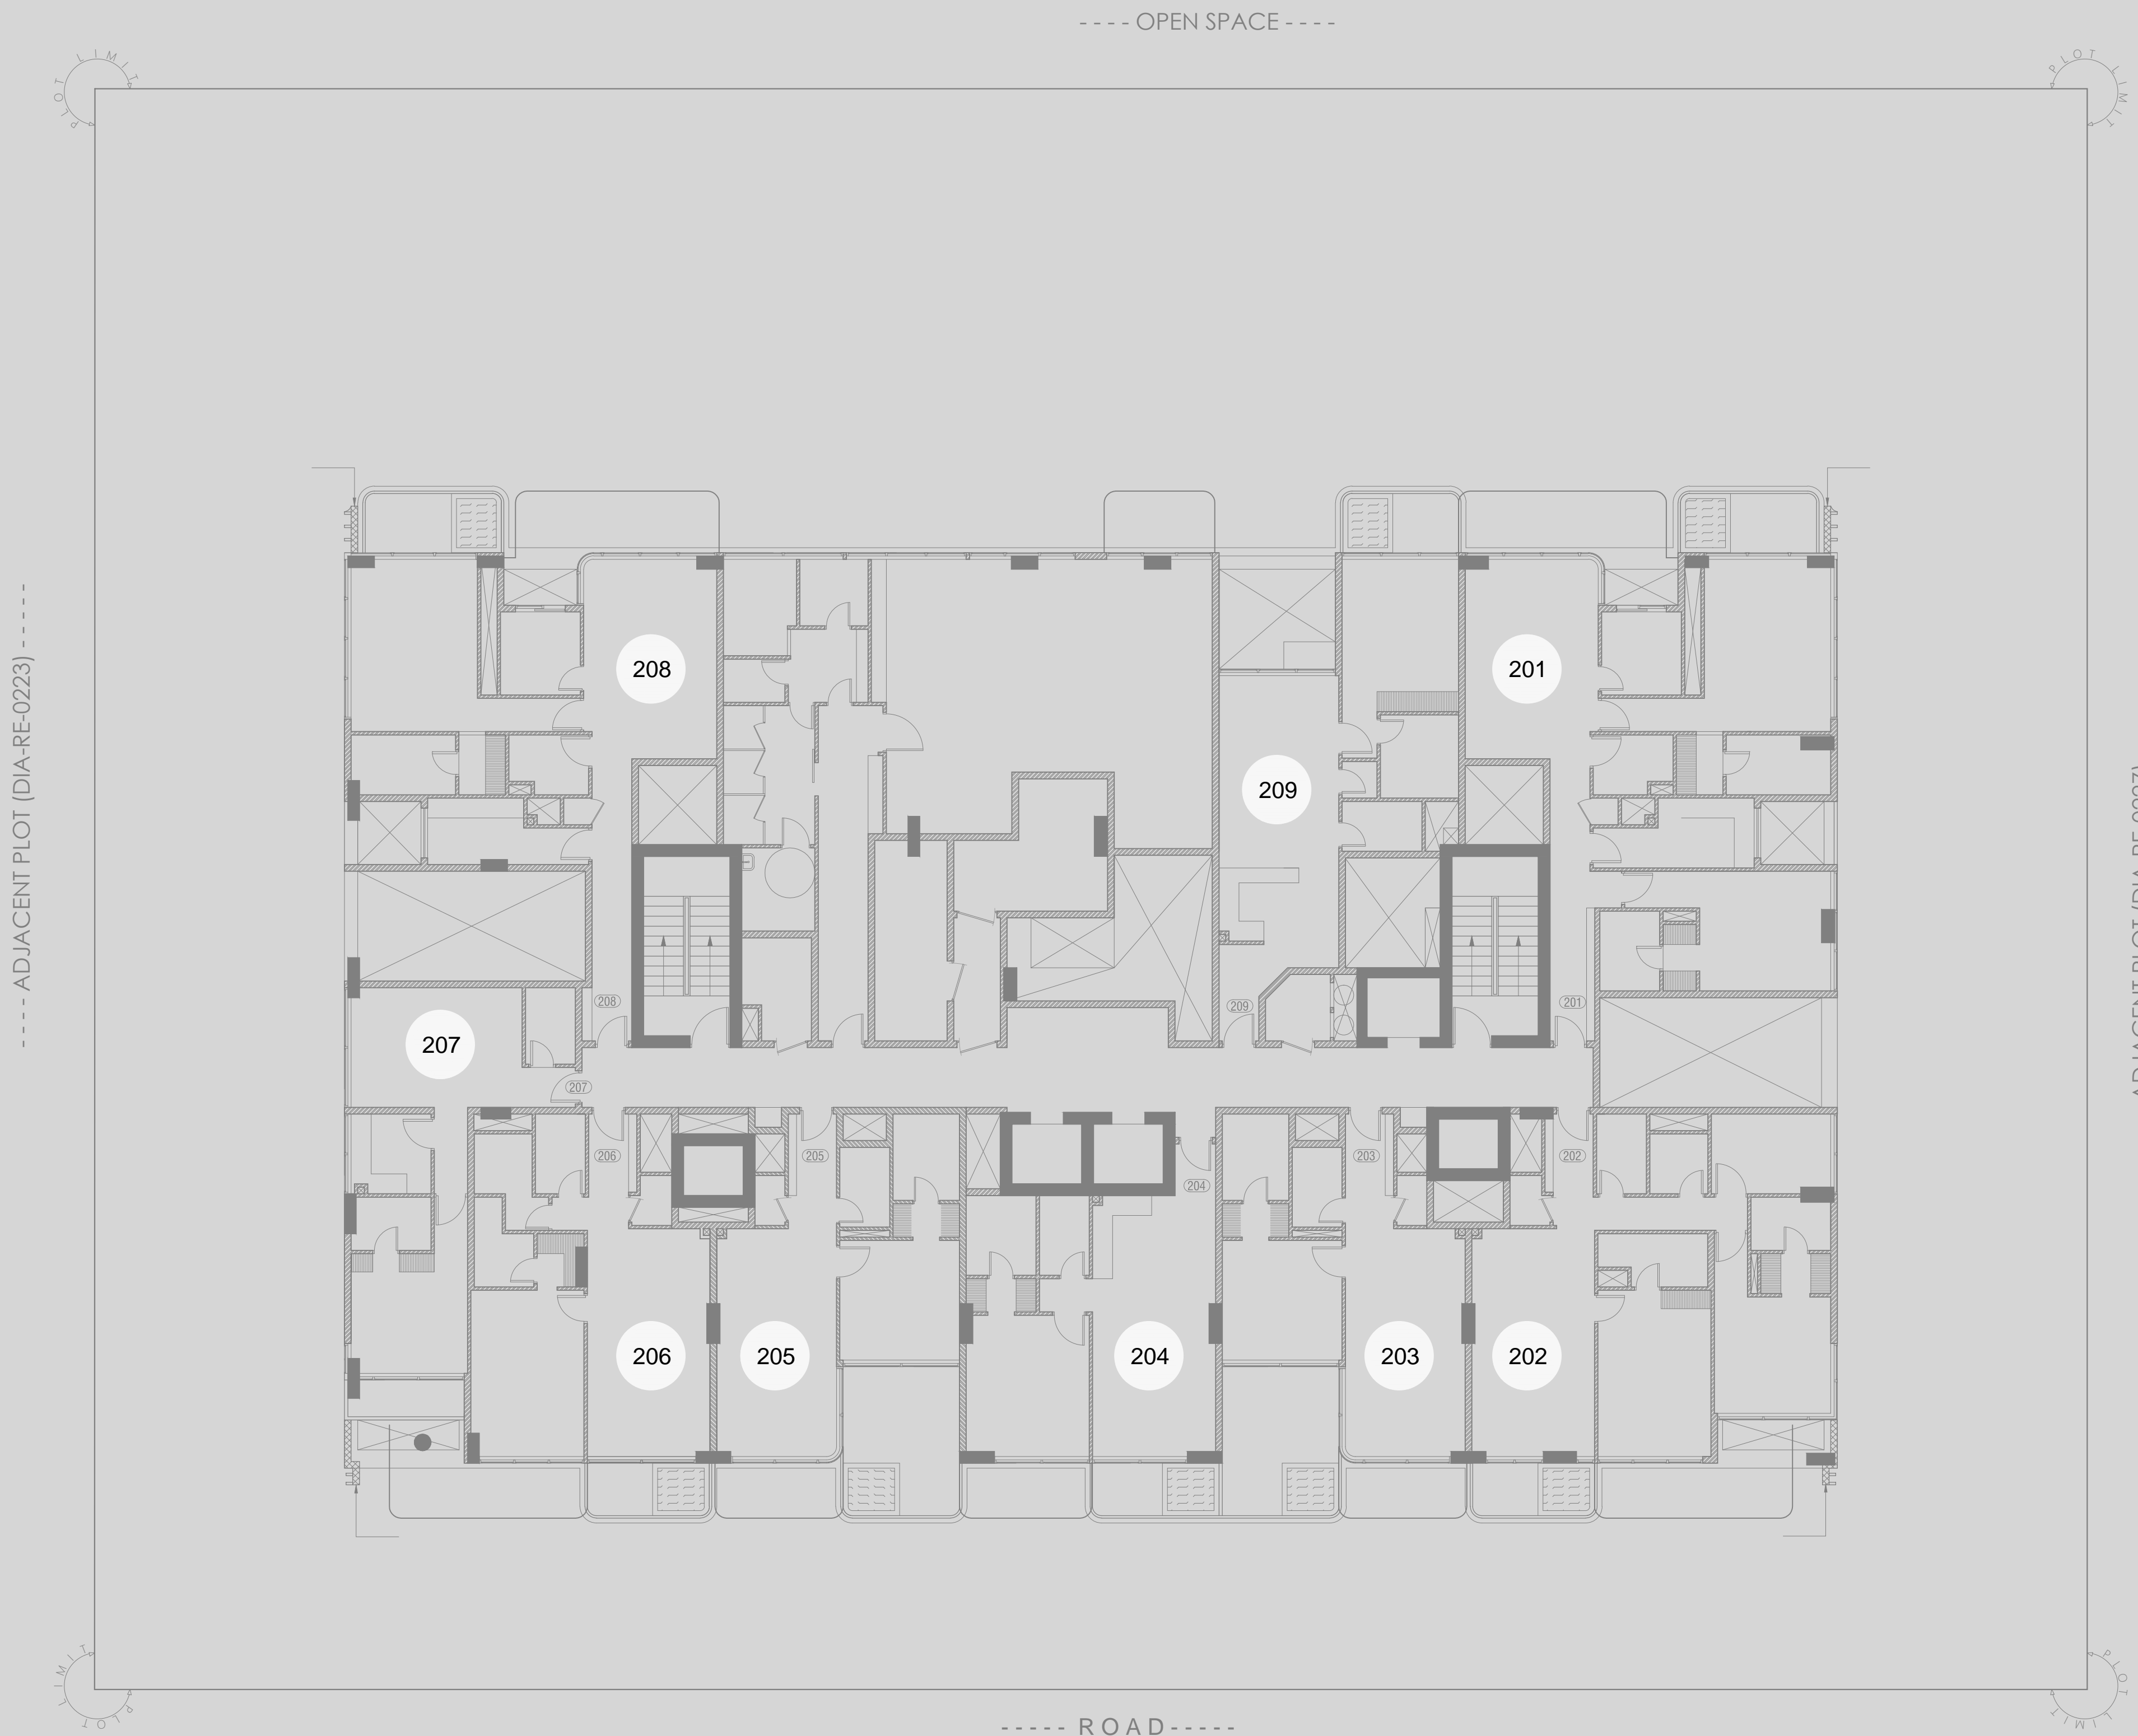 - - - - OPEN SPACE - - - -
PLOT LIMIT
PLOT LIMIT
- - - - ADJACENT PLOT (DIA-RE-0223) - - - - -
208
201
209
207
208
209
201
207
206
205
203
202
204
206
205
204
203
202
PLOT LIMIT
PLOT LIMIT
- - - - - ROAD - - - - -